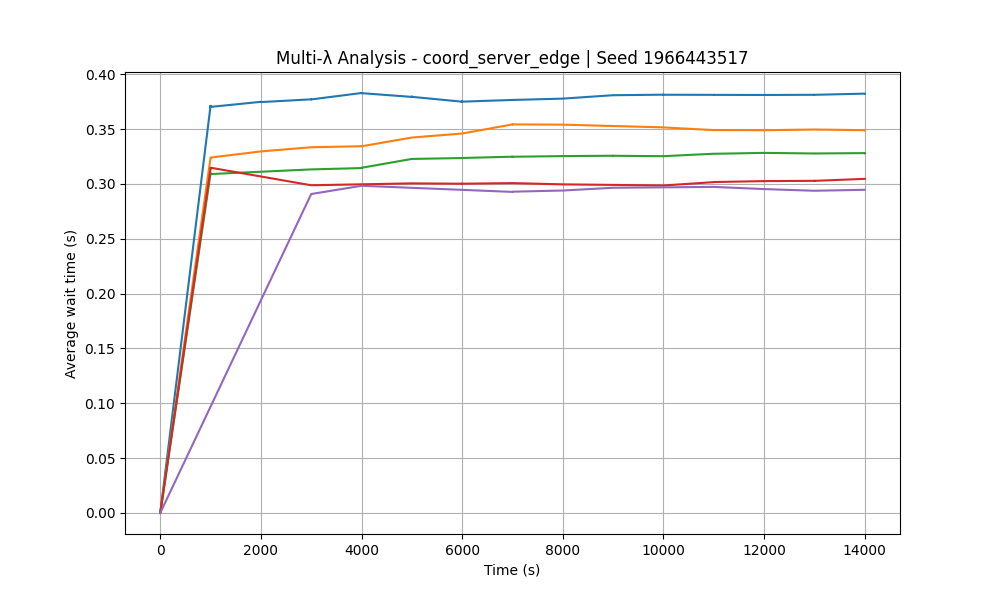 Multi-λ Analysis - coord_server_edge | Seed 1966443517
Average wait time (s)
0.40
0.35
0.30
0.25
0.20
0.15
0.10
0.05
0.00
0 2000 4000 6000 8000 10000 12000 14000
Time (s)